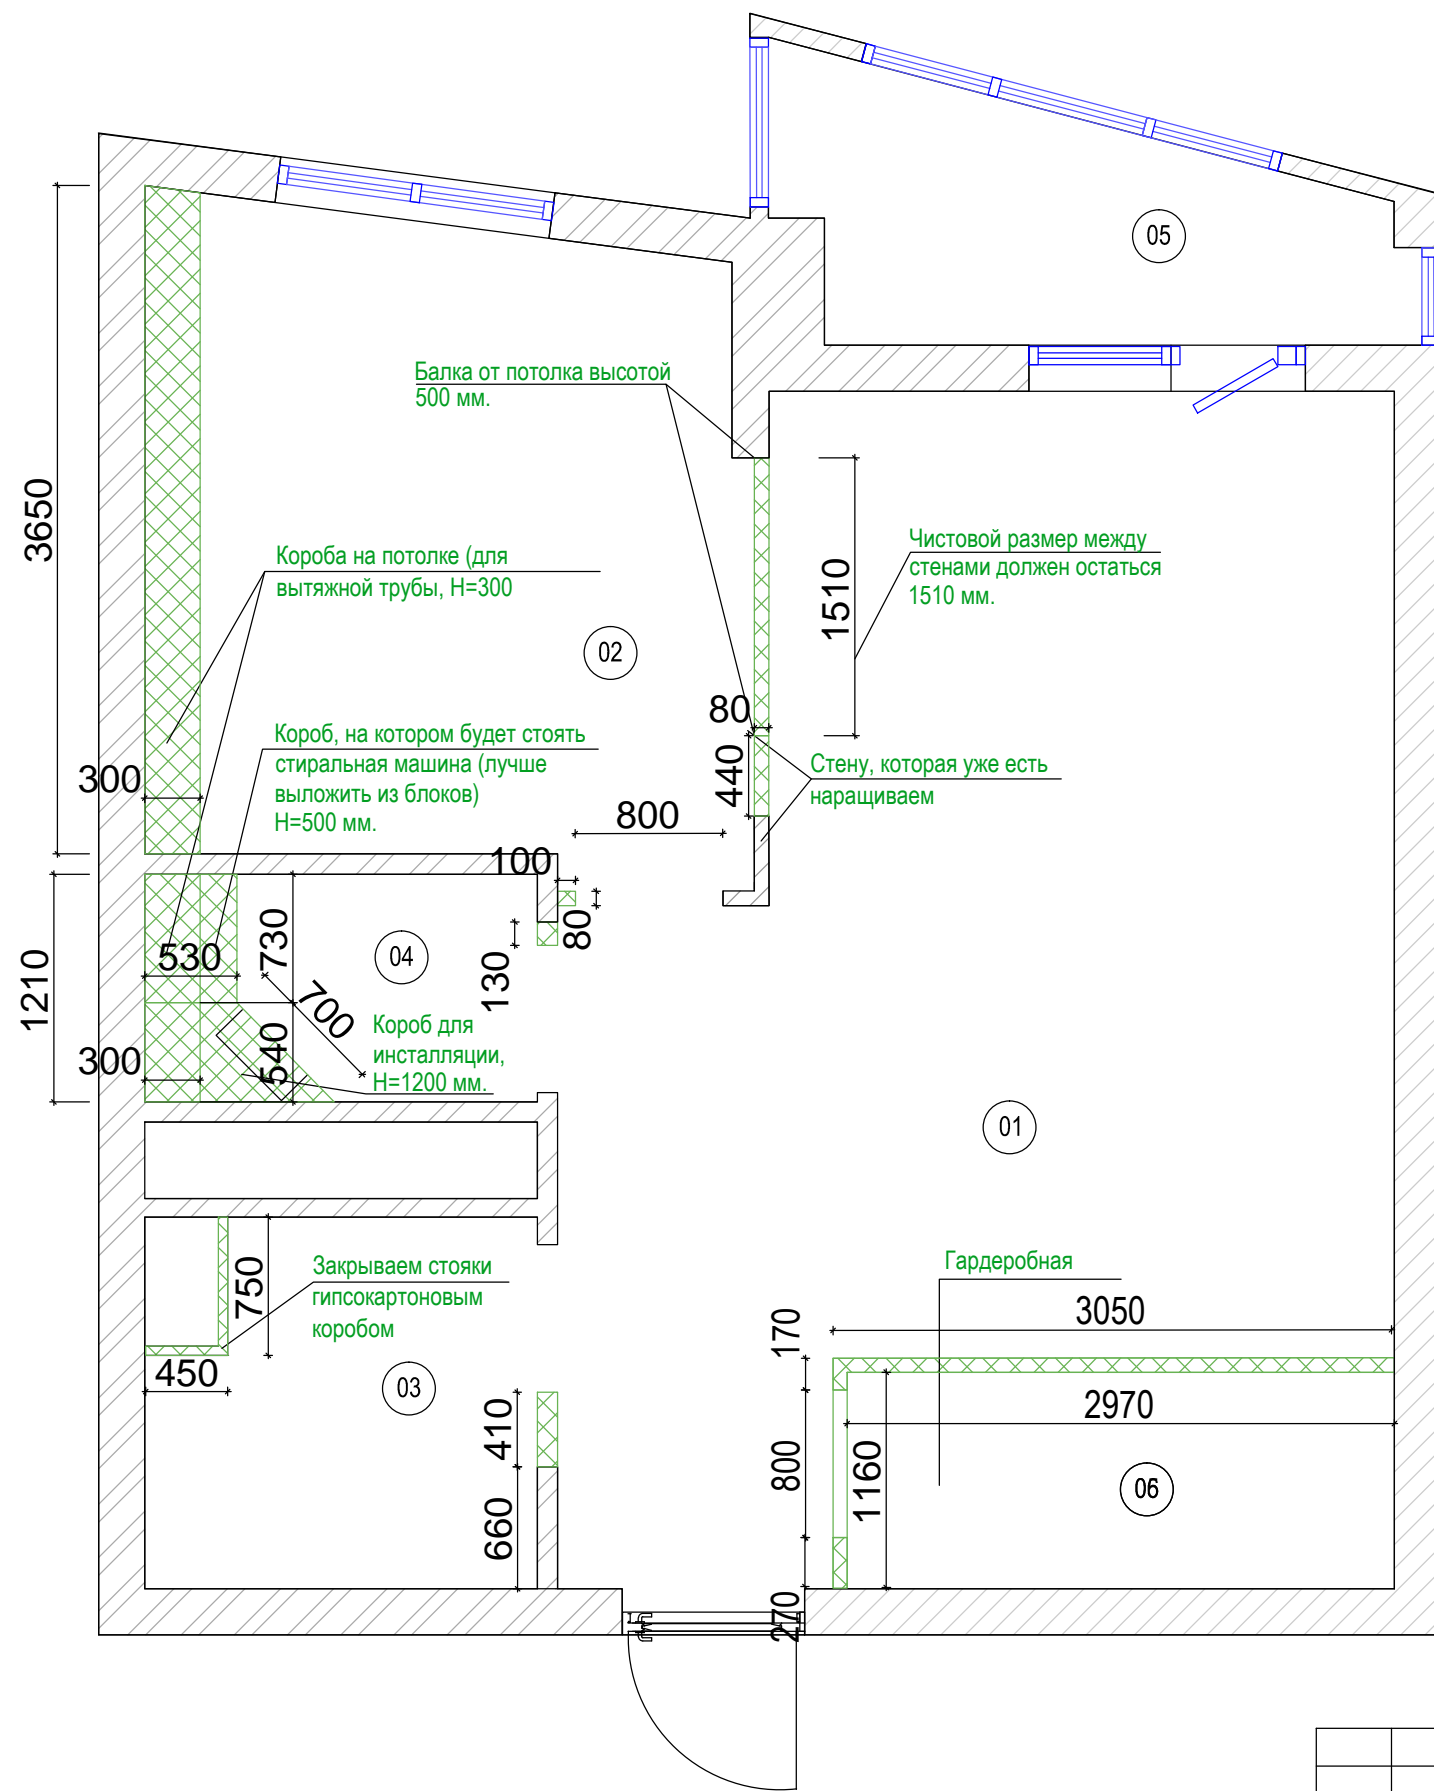 05
Балка от потолка высотой
500 мм.
3650
Чистовой размер между
стенами должен остаться
1510 мм.
1510
Короба на потолке (для
вытяжной трубы, H=300
02
80
Короб, на котором будет стоять
стиральная машина (лучше
выложить из блоков)
H=500 мм.
300
440
Стену, которая уже есть
наращиваем
800
100
80
730
530
04
130
1210
700
540
300
Короб для
инсталляции,
H=1200 мм.
01
750
Закрываем стояки
гипсокартоновым
коробом
450
03
Гардеробная
3050
170
2970
410
800
1160
06
660
270